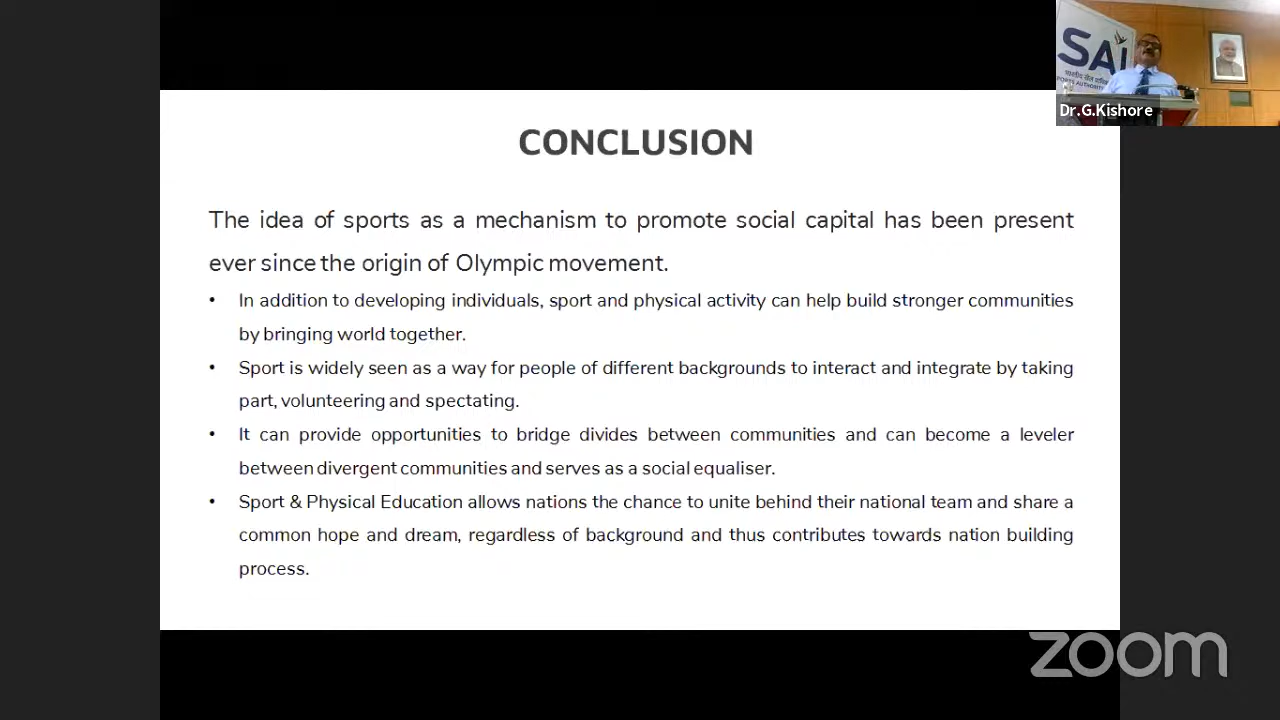 SAI
Dr.G.Kishore
CONCLUSION
The idea of sports as a mechanism to promote social capital has been present
ever since the origin of Olympic movement.
• In addition to developing individuals, sport and physical activity can help build stronger communities
by bringing world together.
• Sport is widely seen as a way for people of different backgrounds to interact and integrate by taking
part, volunteering and spectating.
• It can provide opportunities to bridge divides between communities and can become a leveler
between divergent communities and serves as a social equaliser.
• Sport & Physical Education allows nations the chance to unite behind their national team and share a
common hope and dream, regardless of background and thus contributes towards nation building
process.
zoom